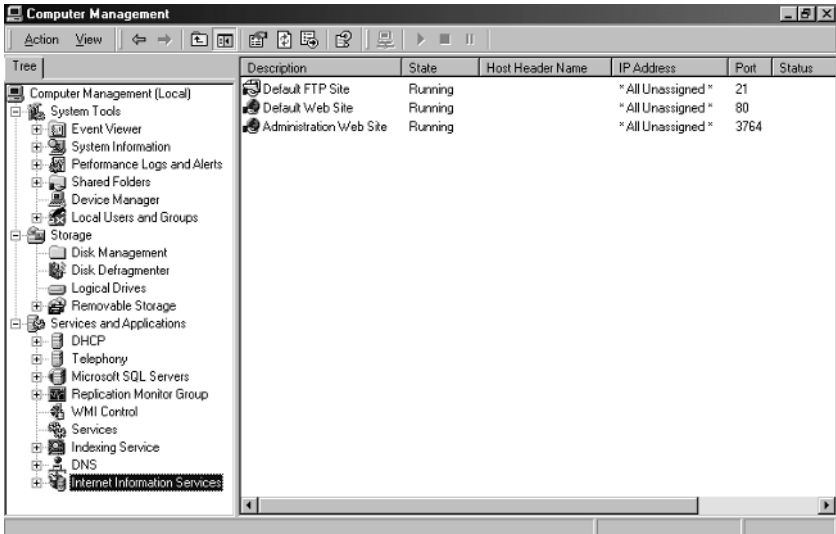 Computer Management
Action View
Tree
Computer Management (Local)
System Tools
Event Viewer
System Information
Performance Logs and Alerts
Shared Folders
Device Manager
Local Users and Groups
Storage
Disk Management
Disk Defragmenter
Logical Drives
Removable Storage
Services and Applications
DHCP
Telephony
Microsoft SQL Servers
Replication Monitor Group
WMI Control
Services
Indexing Service
DNS
Internet Information Services
Description State Host Header Name IP Address Port Status
Default FTP Site Running * All Unassigned * 21
Default Web Site Running * All Unassigned * 80
Administration Web Site Running * All Unassigned * 3764